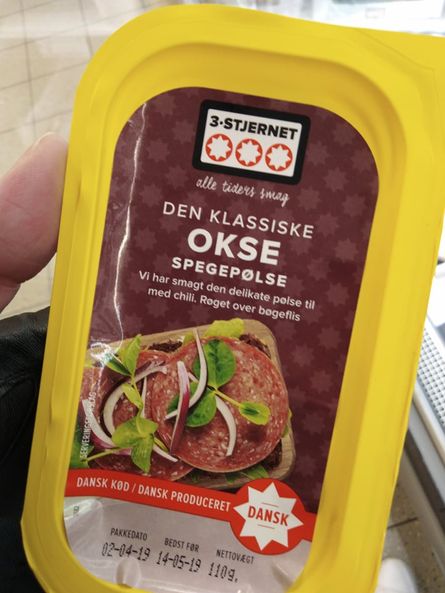 3-STJERNET
alle tiders smag
DEN KLASSISKE
OKSE
SPEGEPØLSE
Vi har smagt den delikate pølse til
med chili. Røget over bøgeflis
SERVERINGSFORSLAG
DANSK KØD / DANSK PRODUCERET
DANSK
PAKKEDATO BEDST FØR NETTOVÆGT
02-04-19 14-05-19 110g.